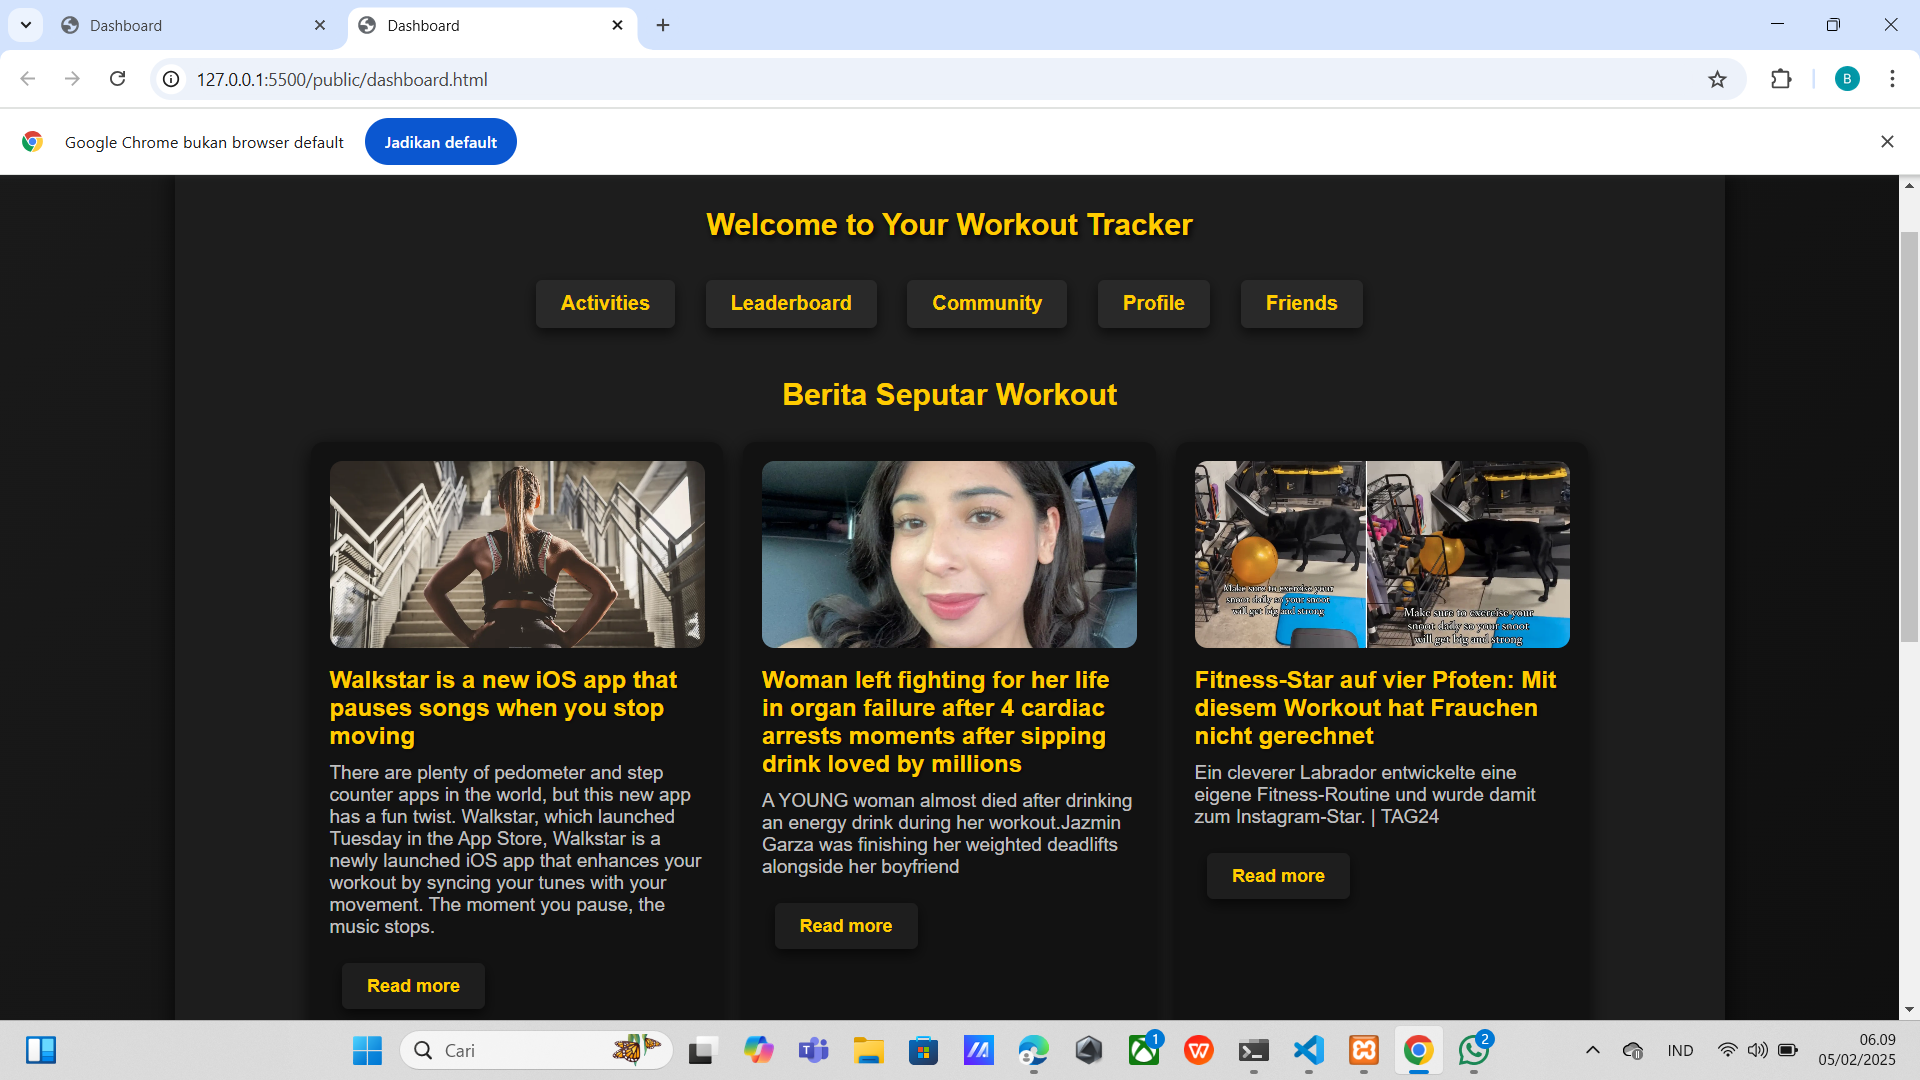 Dashboard
Dashboard
127.0.0.1:5500/public/dashboard.html
B
Google Chrome bukan browser default
Jadikan default
Welcome to Your Workout Tracker
Activities
Leaderboard
Community
Profile
Friends
Berita Seputar Workout
Make sure to exercise your
snoot daily so your snoot
will get big and strong
Make sure to exercise your
snoot daily so your snoot
will get big and strong
Walkstar is a new iOS app that
pauses songs when you stop
moving
There are plenty of pedometer and step
counter apps in the world, but this new app
has a fun twist. Walkstar, which launched
Tuesday in the App Store, Walkstar is a
newly launched iOS app that enhances your
workout by syncing your tunes with your
movement. The moment you pause, the
music stops.
Read more
Woman left fighting for her life
in organ failure after 4 cardiac
arrests moments after sipping
drink loved by millions
A YOUNG woman almost died after drinking
an energy drink during her workout.Jazmin
Garza was finishing her weighted deadlifts
alongside her boyfriend
Read more
Fitness-Star auf vier Pfoten: Mit
diesem Workout hat Frauchen
nicht gerechnet
Ein cleverer Labrador entwickelte eine
eigene Fitness-Routine und wurde damit
zum Instagram-Star. | TAG24
Read more
Cari
1
2
IND
06.09
05/02/2025